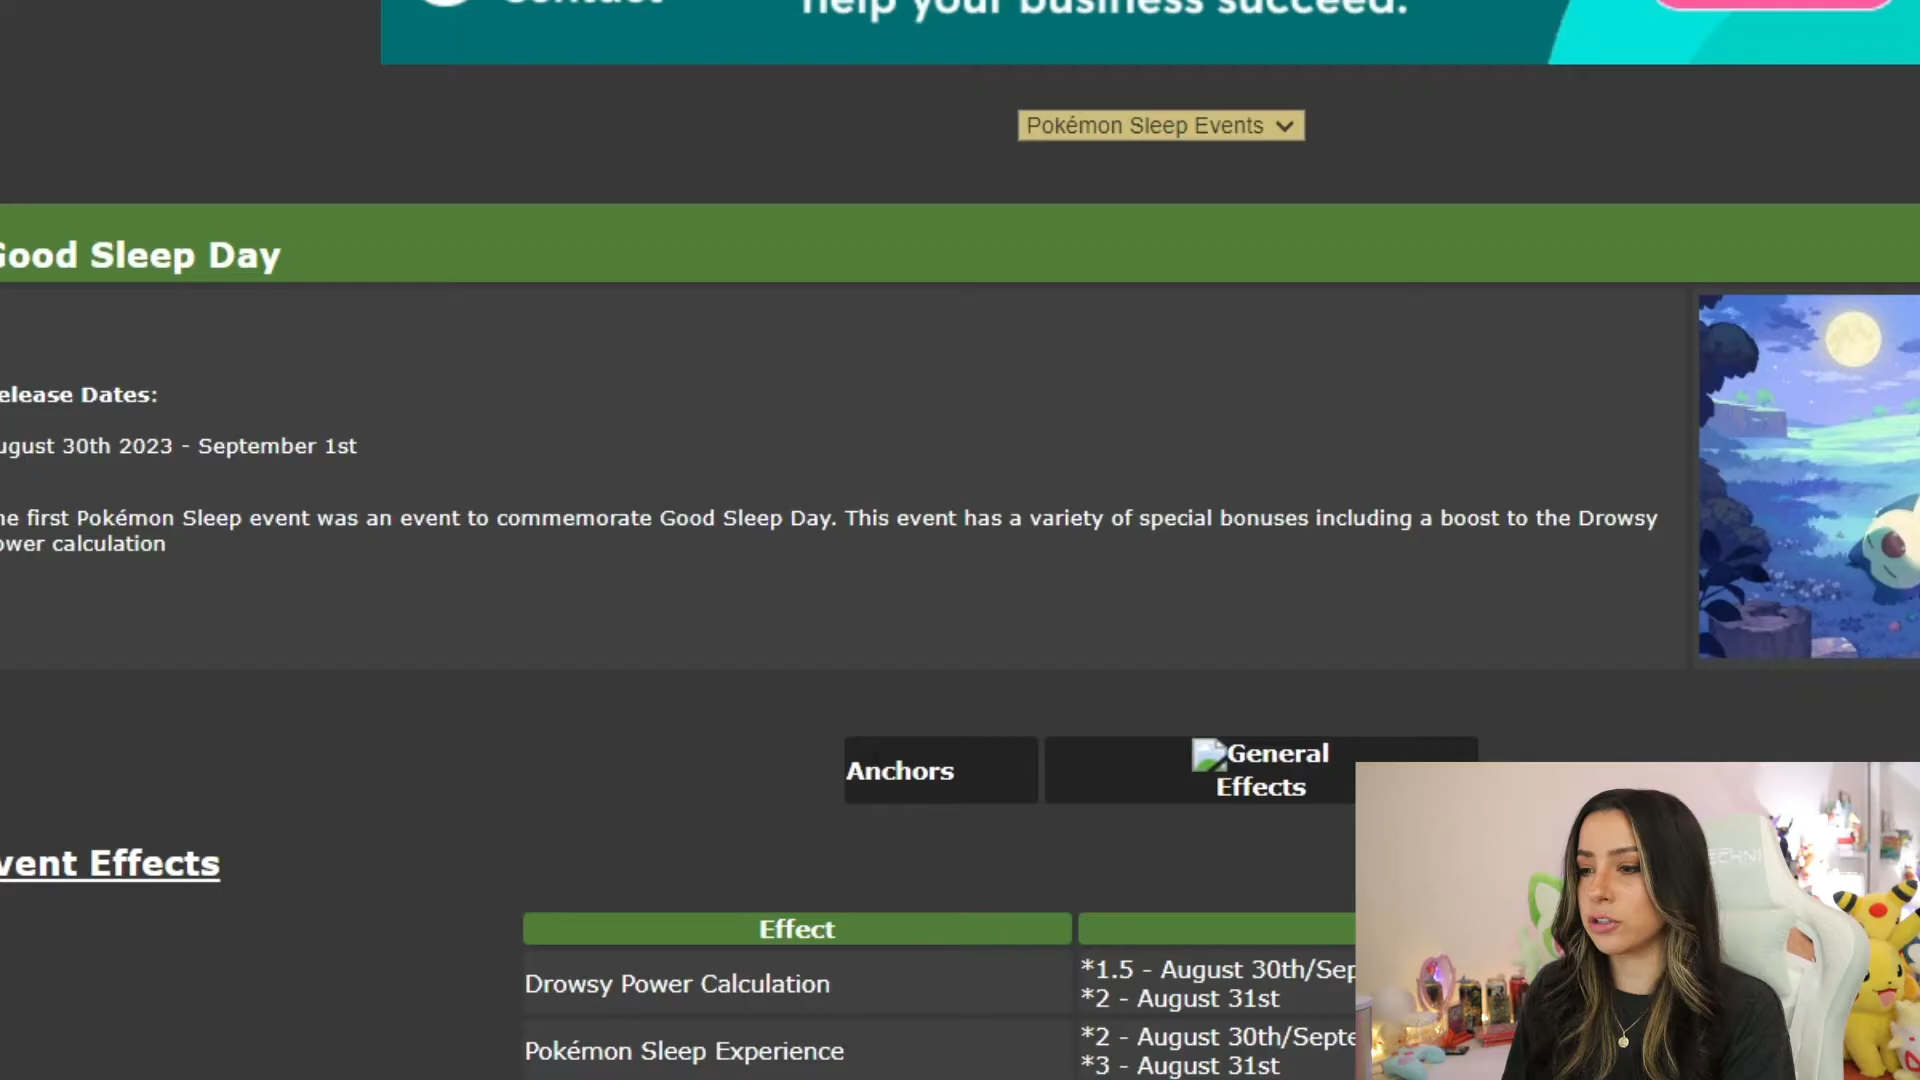 help your business succeed.
Pokémon Sleep Events
Good Sleep Day
elease Dates:
ugust 30th 2023 - September 1st
he first Pokémon Sleep event was an event to commemorate Good Sleep Day. This event has a variety of special bonuses including a boost to the Drowsy
ower calculation
Anchors
General
Effects
vent Effects
Effect
Drowsy Power Calculation
*1.5 - August 30th/Sep
*2 - August 31st
Pokémon Sleep Experience
*2 - August 30th/Septe
*3 - August 31st